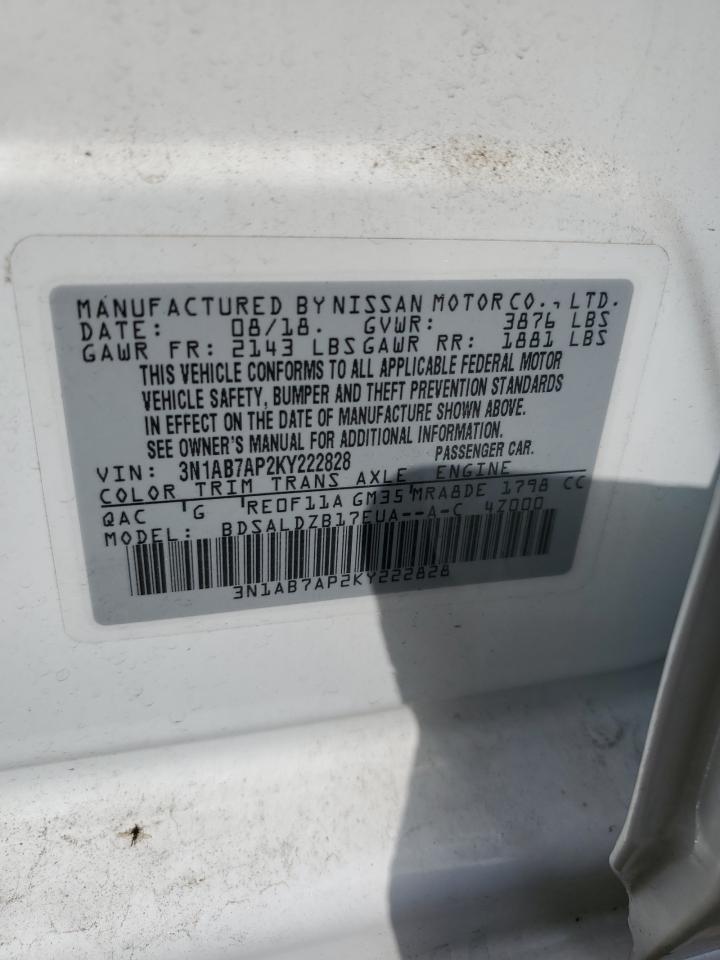 MANUFACTURED BY NISSAN MOTOR CO., LTD.
DATE: 08/18. GVWR: 3876 LBS
GAWR FR: 2143 LBS GAWR RR: 1881 LBS
THIS VEHICLE CONFORMS TO ALL APPLICABLE FEDERAL MOTOR
VEHICLE SAFETY, BUMPER AND THEFT PREVENTION STANDARDS
IN EFFECT ON THE DATE OF MANUFACTURE SHOWN ABOVE.
SEE OWNER'S MANUAL FOR ADDITIONAL INFORMATION.
VIN: 3N1AB7AP2KY222828 PASSENGER CAR.
COLOR TRIM TRANS AXLE ENGINE
QAC 'G 'RE0F11A GM35'MRA8DE 1798 CC
MODEL: BDSALDZB17EUA--A-C 4Z000
3N1AB7AP2KY222828